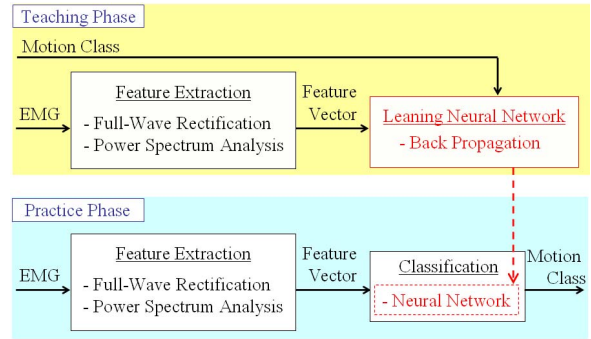 Teaching Phase
Motion Class
EMG
Feature Extraction
- Full-Wave Rectification
- Power Spectrum Analysis
Feature
Vector
Leaning Neural Network
- Back Propagation
Practice Phase
EMG
Feature Extraction
- Full-Wave Rectification
- Power Spectrum Analysis
Feature
Vector
Classification
- Neural Network
Motion
Class